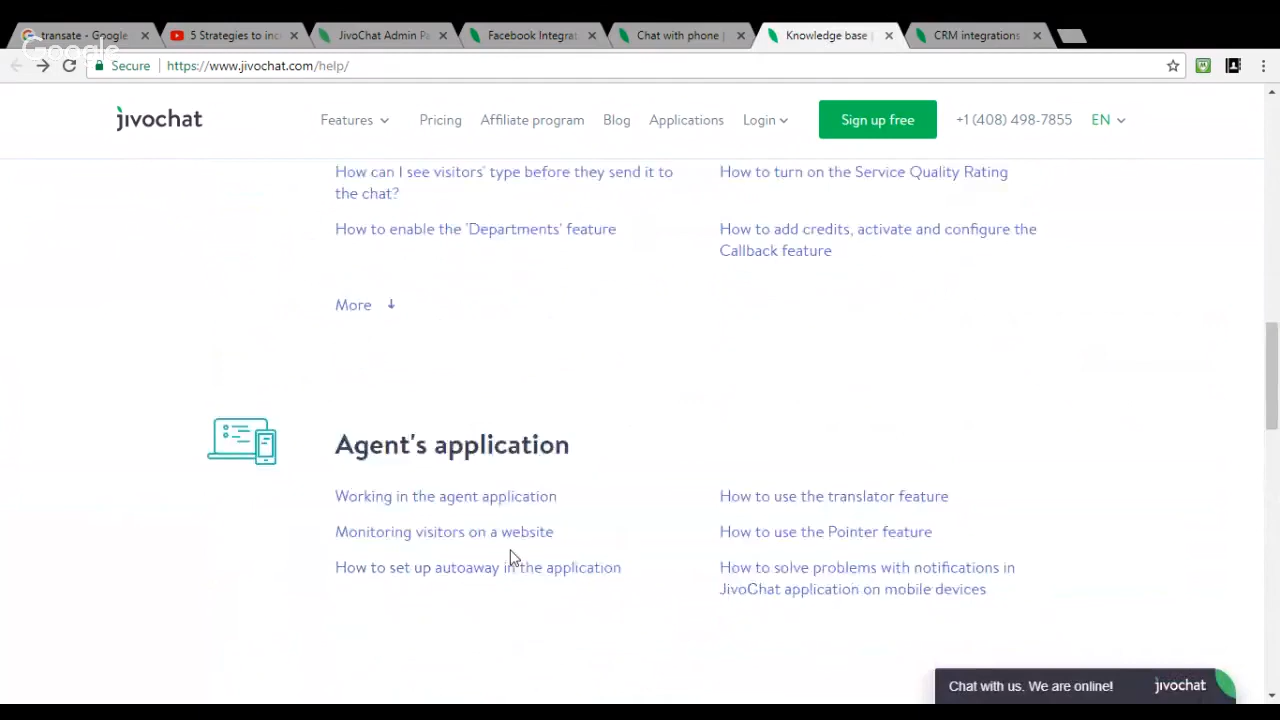 transate - Google
5 Strategies to inc
JivoChat Admin Pa
Facebook Integrat
Chat with phone |
Knowledge base |
CRM integrations
Google
Secure
https://www.jivochat.com/help/
jivochat
Features
Pricing
Affiliate program
Blog
Applications
Login
Sign up free
+1 (408) 498-7855
EN
How can I see visitors' type before they send it to
the chat?
How to turn on the Service Quality Rating
How to enable the 'Departments' feature
How to add credits, activate and configure the
Callback feature
More
Agent's application
Working in the agent application
How to use the translator feature
Monitoring visitors on a website
How to use the Pointer feature
How to set up autoaway in the application
How to solve problems with notifications in
JivoChat application on mobile devices
Chat with us. We are online!
jivochat